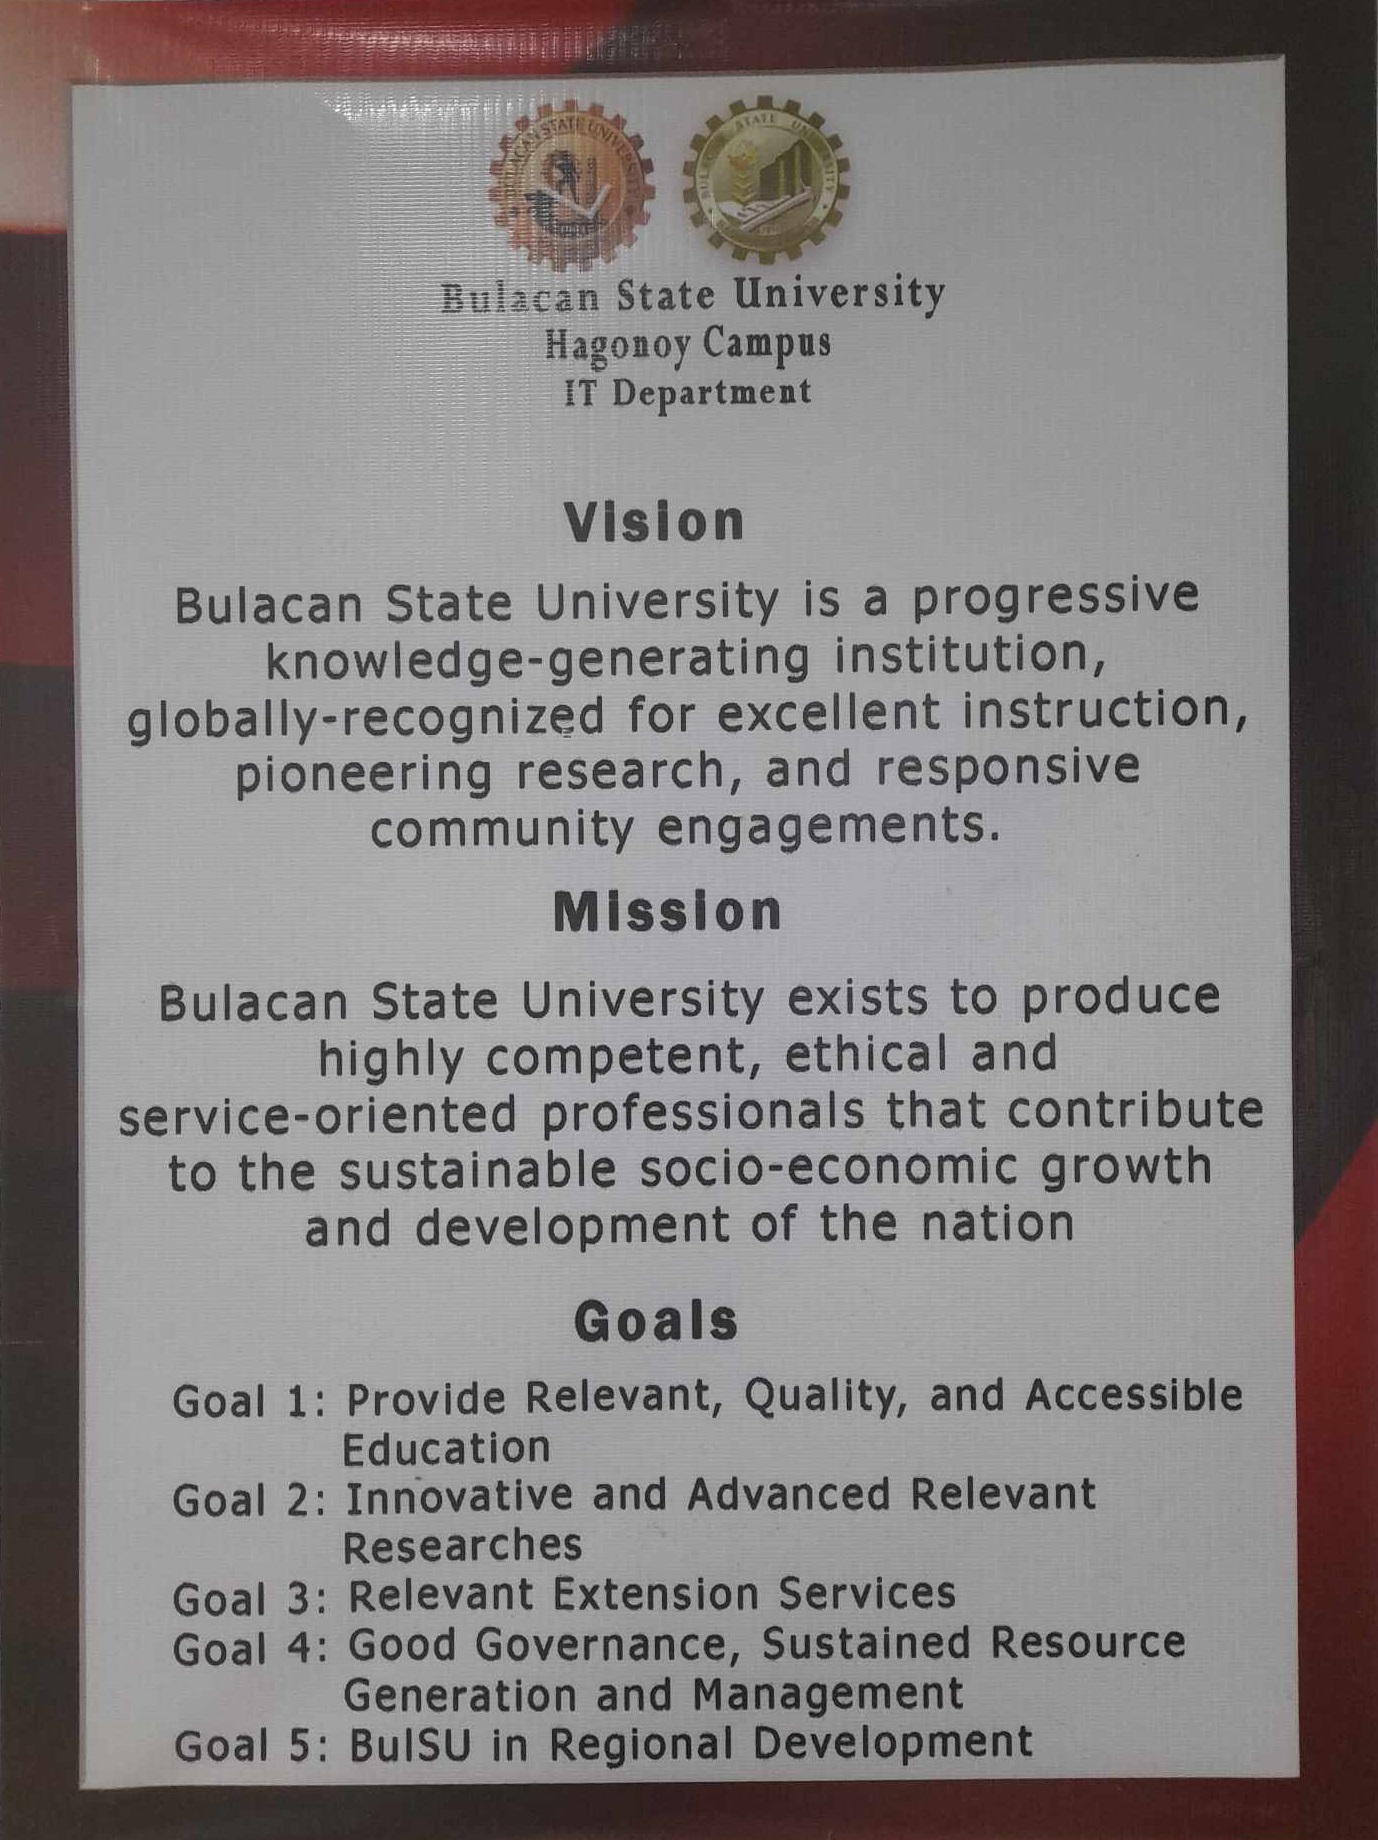 BULACAN STATE UNIVERSITY
Bulacan State University
Hagonoy Campus
IT Department
Vision
Bulacan State University is a progressive
knowledge-generating institution,
globally-recognized for excellent instruction,
pioneering research, and responsive
community engagements.
Mission
Bulacan State University exists to produce
highly competent, ethical and
service-oriented professionals that contribute
to the sustainable socio-economic growth
and development of the nation
Goals
Goal 1: Provide Relevant, Quality, and Accessible
Education
Goal 2: Innovative and Advanced Relevant
Researches
Goal 3: Relevant Extension Services
Goal 4: Good Governance, Sustained Resource
Generation and Management
Goal 5: BulSU in Regional Development